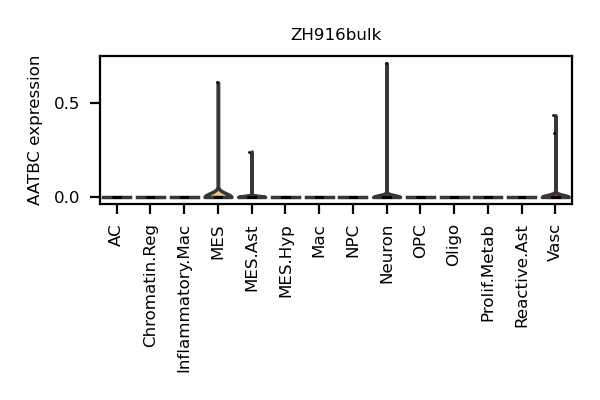 ZH916bulk
AATBC expression
0.5
0.0
AC
Chromatin.Reg
Inflammatory.Mac
MES
MES.Ast
MES.Hyp
Mac
NPC
Neuron
OPC
Oligo
Prolif.Metab
Reactive.Ast
Vasc